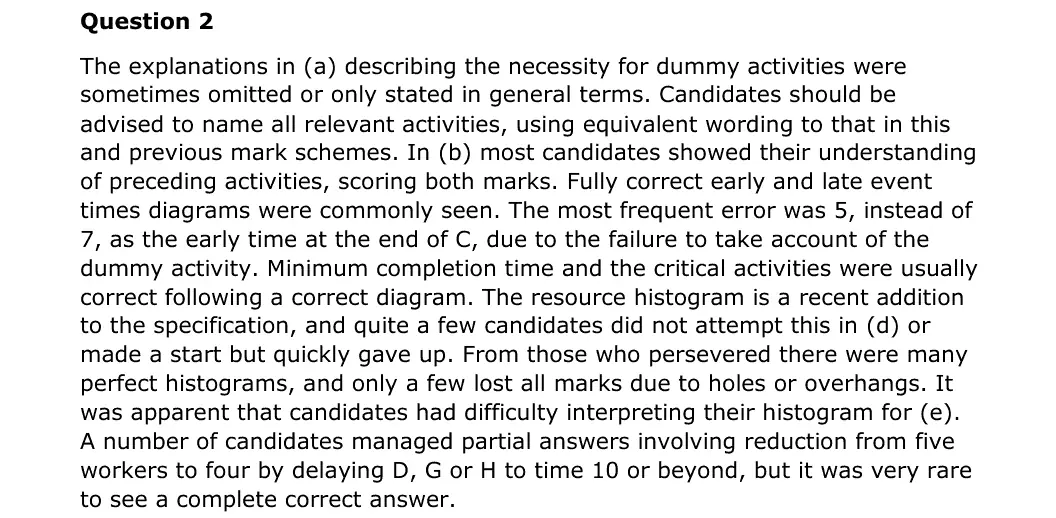 Question 2
The explanations in (a) describing the necessity for dummy activities were
sometimes omitted or only stated in general terms. Candidates should be
advised to name all relevant activities, using equivalent wording to that in this
and previous mark schemes. In (b) most candidates showed their understanding
of preceding activities, scoring both marks. Fully correct early and late event
times diagrams were commonly seen. The most frequent error was 5, instead of
7, as the early time at the end of C, due to the failure to take account of the
dummy activity. Minimum completion time and the critical activities were usually
correct following a correct diagram. The resource histogram is a recent addition
to the specification, and quite a few candidates did not attempt this in (d) or
made a start but quickly gave up. From those who persevered there were many
perfect histograms, and only a few lost all marks due to holes or overhangs. It
was apparent that candidates had difficulty interpreting their histogram for (e).
A number of candidates managed partial answers involving reduction from five
workers to four by delaying D, G or H to time 10 or beyond, but it was very rare
to see a complete correct answer.